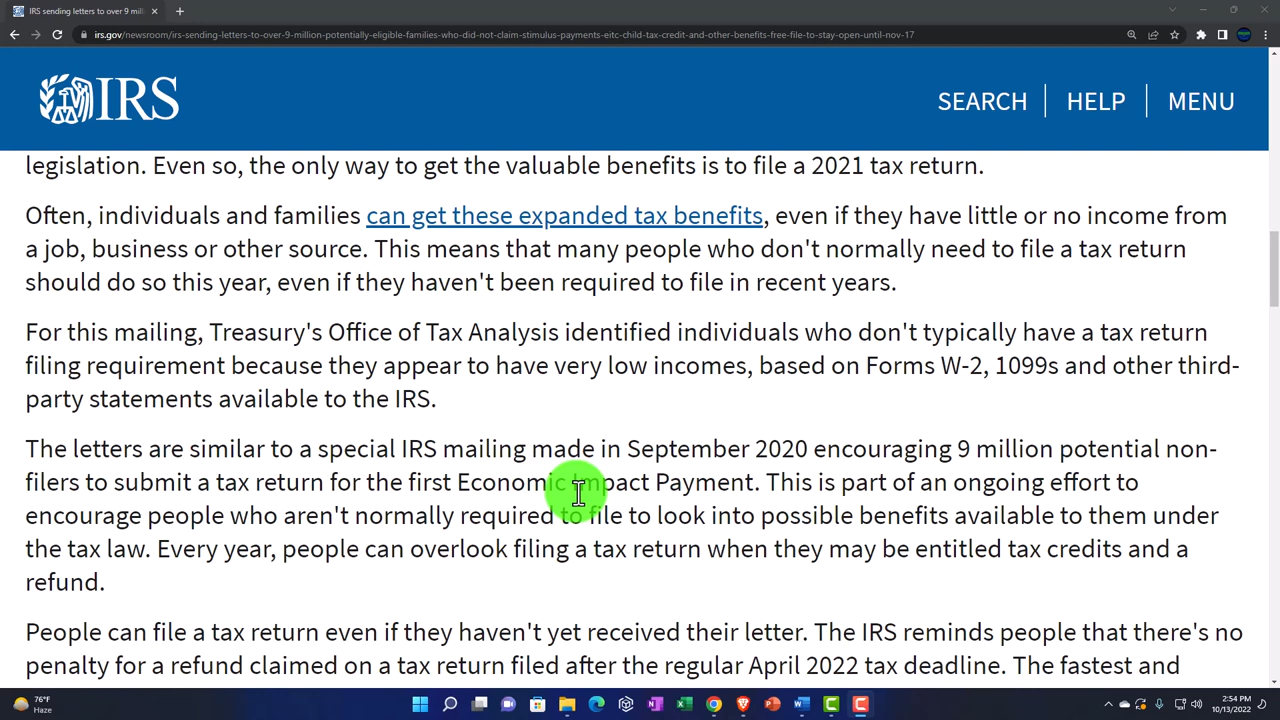 IRS sending letters to over 9 mill
irs.gov/newsroom/irs-sending-letters-to-over-9-million-potentially-eligible-families-who-did-not-claim-stimulus-payments-eitc-child-tax-credit-and-other-benefits-free-file-to-stay-open-until-nov-17
IRS SEARCH HELP MENU
legislation. Even so, the only way to get the valuable benefits is to file a 2021 tax return.
Often, individuals and families can get these expanded tax benefits, even if they have little or no income from
a job, business or other source. This means that many people who don't normally need to file a tax return
should do so this year, even if they haven't been required to file in recent years.
For this mailing, Treasury's Office of Tax Analysis identified individuals who don't typically have a tax return
filing requirement because they appear to have very low incomes, based on Forms W-2, 1099s and other third-
party statements available to the IRS.
The letters are similar to a special IRS mailing made in September 2020 encouraging 9 million potential non-
filers to submit a tax return for the first Economic Impact Payment. This is part of an ongoing effort to
encourage people who aren't normally required to file to look into possible benefits available to them under
the tax law. Every year, people can overlook filing a tax return when they may be entitled tax credits and a
refund.
People can file a tax return even if they haven't yet received their letter. The IRS reminds people that there's no
penalty for a refund claimed on a tax return filed after the regular April 2022 tax deadline. The fastest and
76°F
Haze
2:54 PM
10/13/2022